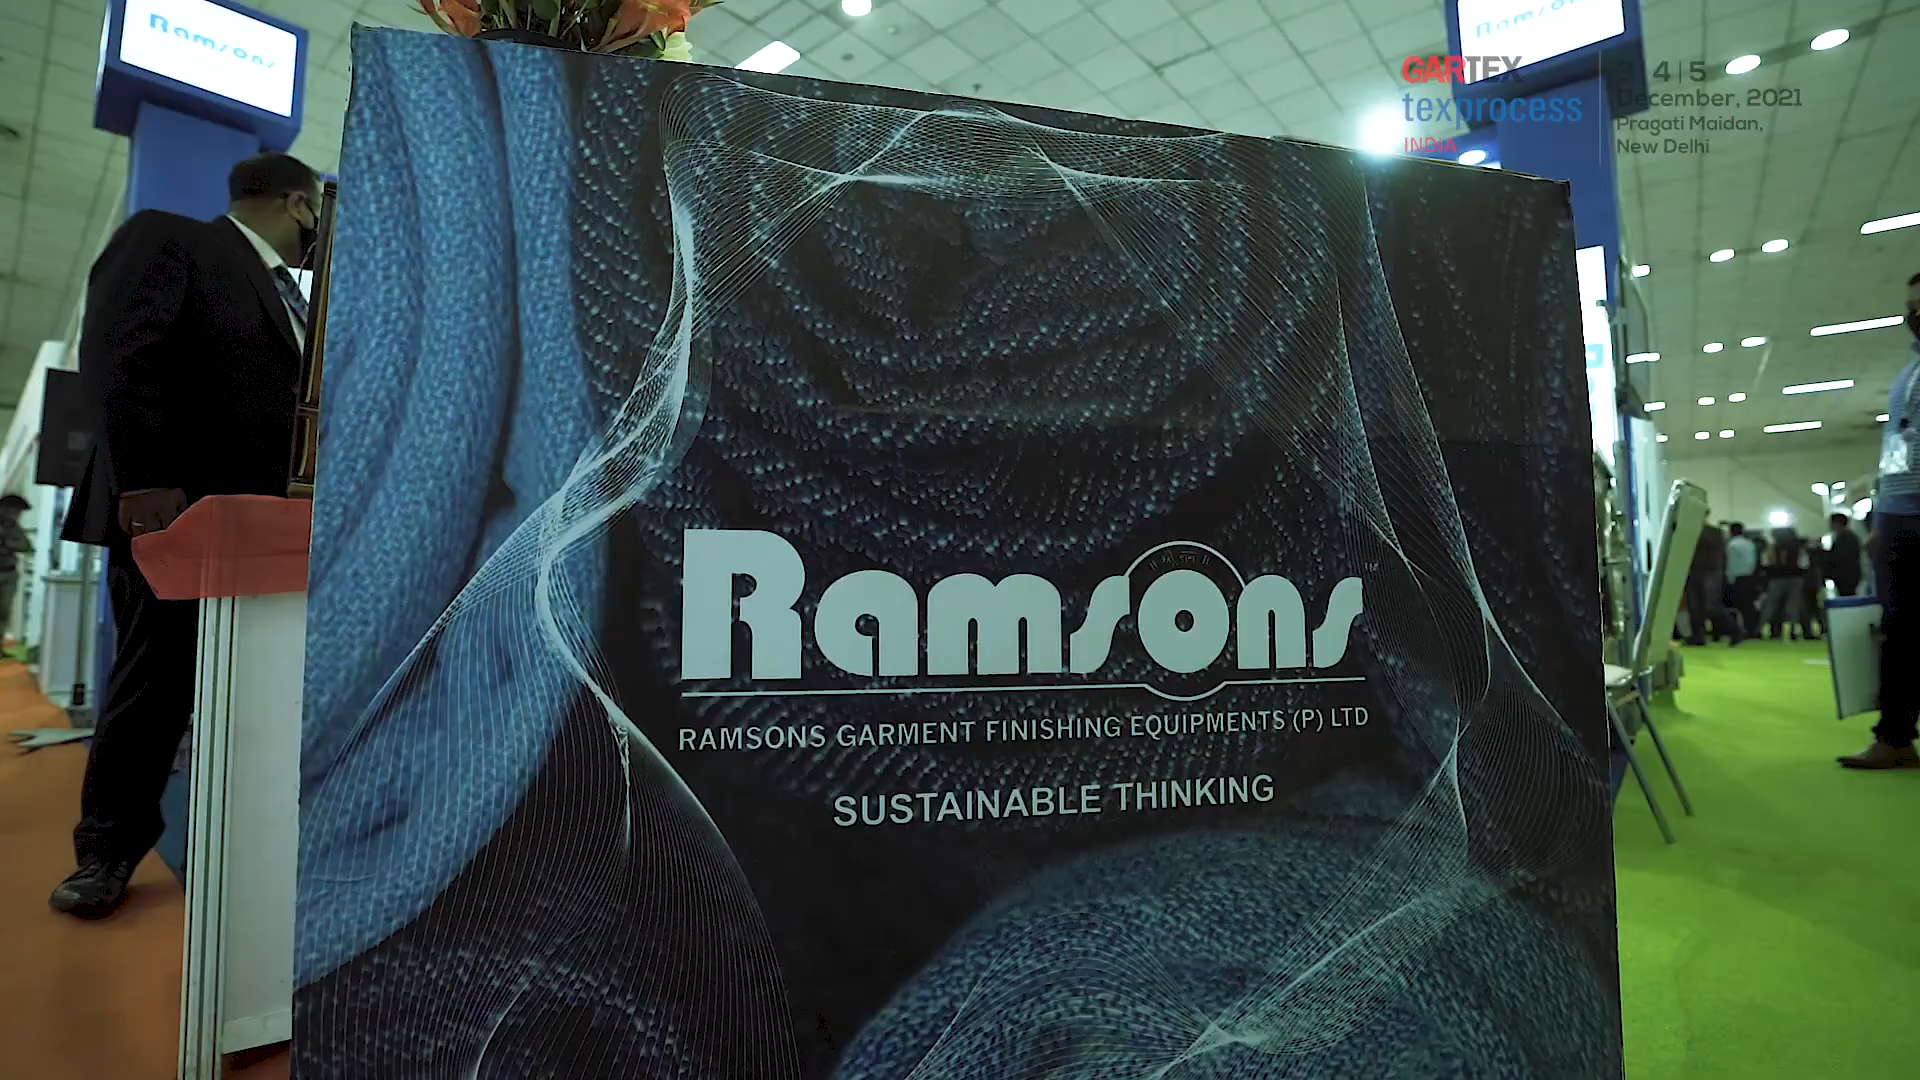 Ramsons
Ramsons
GARTEX
texprocess
INDIA
4|5
December, 2021
Pragati Maidan,
New Delhi
Ramsons
RAMSONS GARMENT FINISHING EQUIPMENTS (P) LTD
SUSTAINABLE THINKING